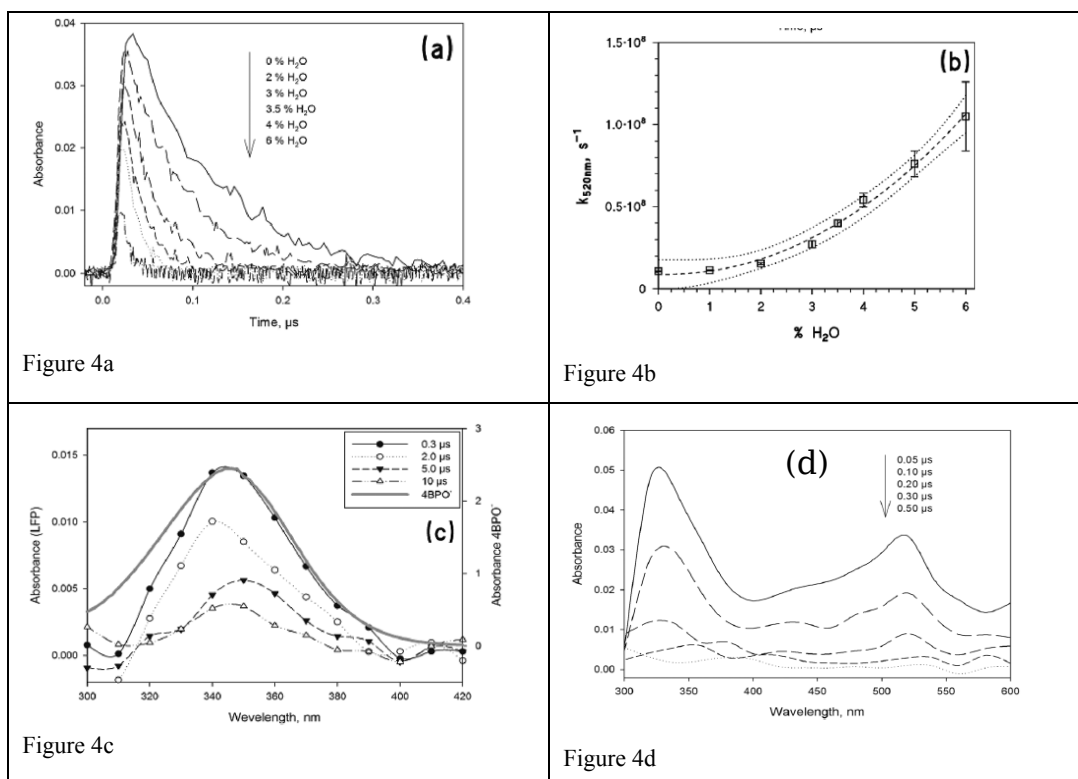 0.04
0.03
0.02
0.01
0.00
Absorbance
(a)
0 % H₂O
2 % H₂O
3 % H₂O
3.5 % H₂O
4 % H₂O
6 % H₂O
0.0 0.1 0.2 0.3 0.4
Time, µs
Figure 4a
1.5·10⁸
1.0·10⁸
0.5·10⁸
0
k520nm, s⁻¹
(b)
0 1 2 3 4 5 6
% H₂O
Figure 4b
0.015
0.010
0.005
0.000
Absorbance (LFP)
0.3 µs
2.0 µs
5.0 µs
10 µs
4BPO⁻
(c)
3
2
1
0
Absorbance 4BPO⁻
300 320 340 360 380 400 420
Wevelength, nm
Figure 4c
0.06
0.05
0.04
0.03
0.02
0.01
0.00
Absorbance
(d)
0.05 µs
0.10 µs
0.20 µs
0.30 µs
0.50 µs
300 350 400 450 500 550 600
Wavelength, nm
Figure 4d